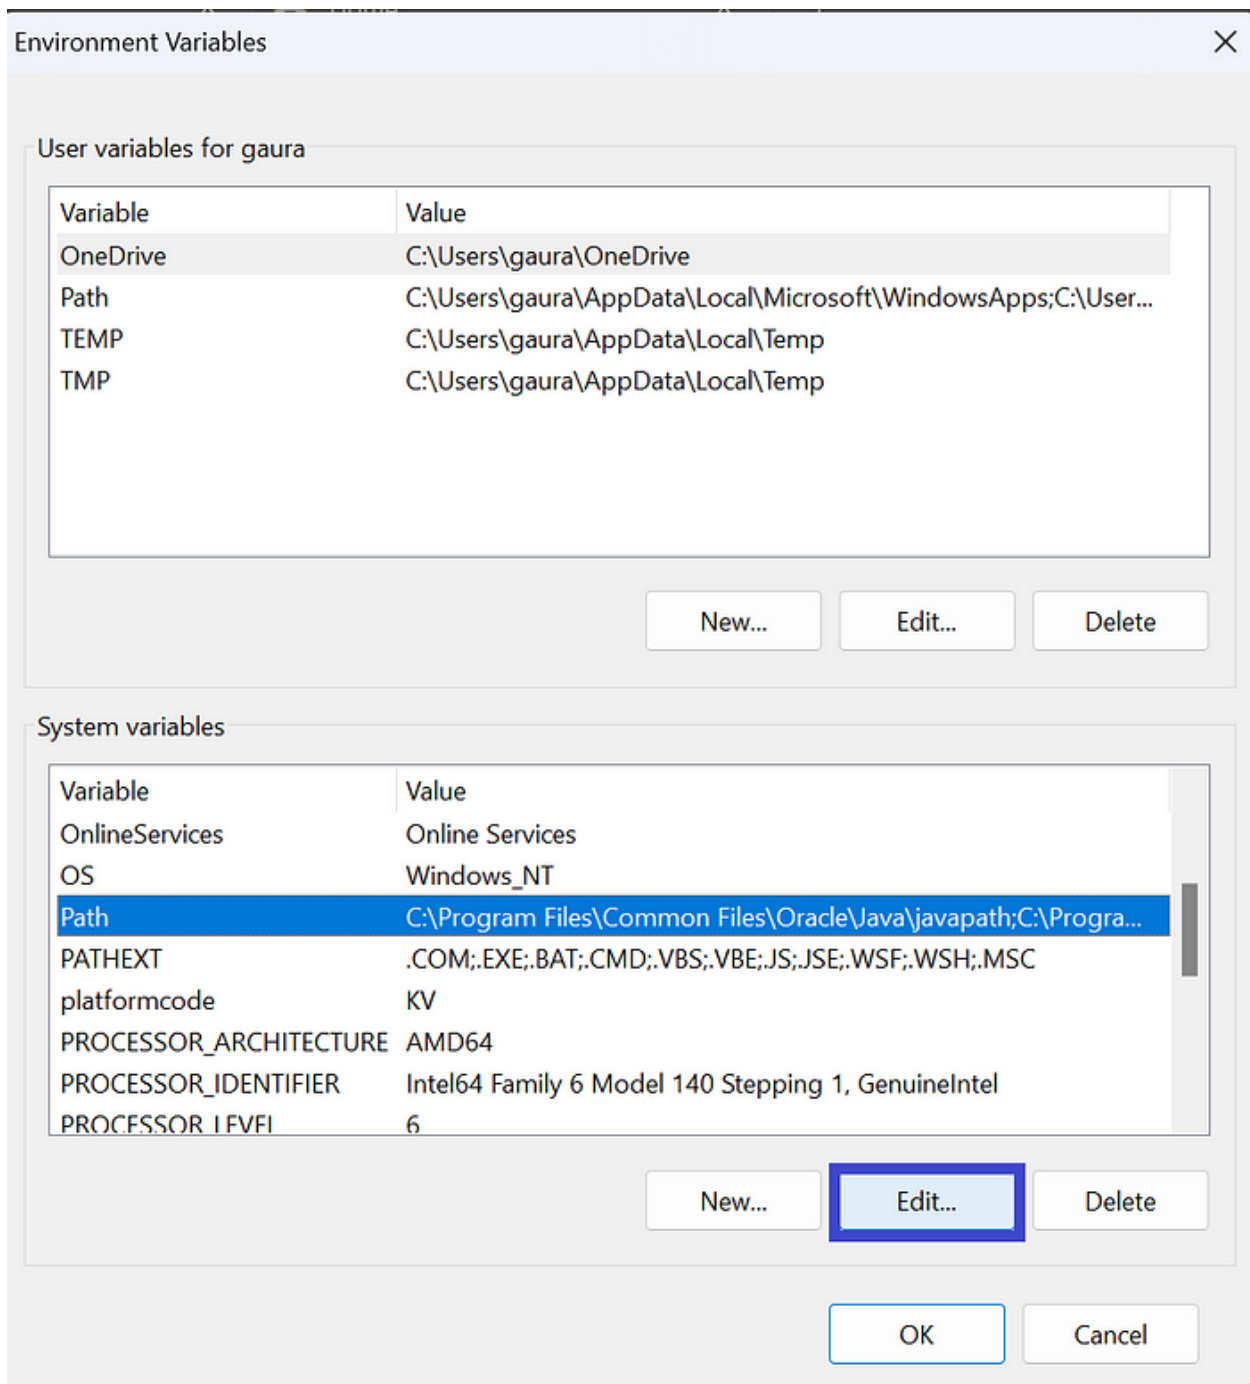 Environment Variables
User variables for gaura
Variable Value
OneDrive C:\Users\gaura\OneDrive
Path C:\Users\gaura\AppData\Local\Microsoft\WindowsApps;C:\User...
TEMP C:\Users\gaura\AppData\Local\Temp
TMP C:\Users\gaura\AppData\Local\Temp
New... Edit... Delete
System variables
Variable Value
OnlineServices Online Services
OS Windows_NT
Path C:\Program Files\Common Files\Oracle\Java\javapath;C:\Progra...
PATHEXT .COM;.EXE;.BAT;.CMD;.VBS;.VBE;.JS;.JSE;.WSF;.WSH;.MSC
platformcode KV
PROCESSOR_ARCHITECTURE AMD64
PROCESSOR_IDENTIFIER Intel64 Family 6 Model 140 Stepping 1, GenuineIntel
PROCESSOR_LEVEL 6
New... Edit... Delete
OK Cancel